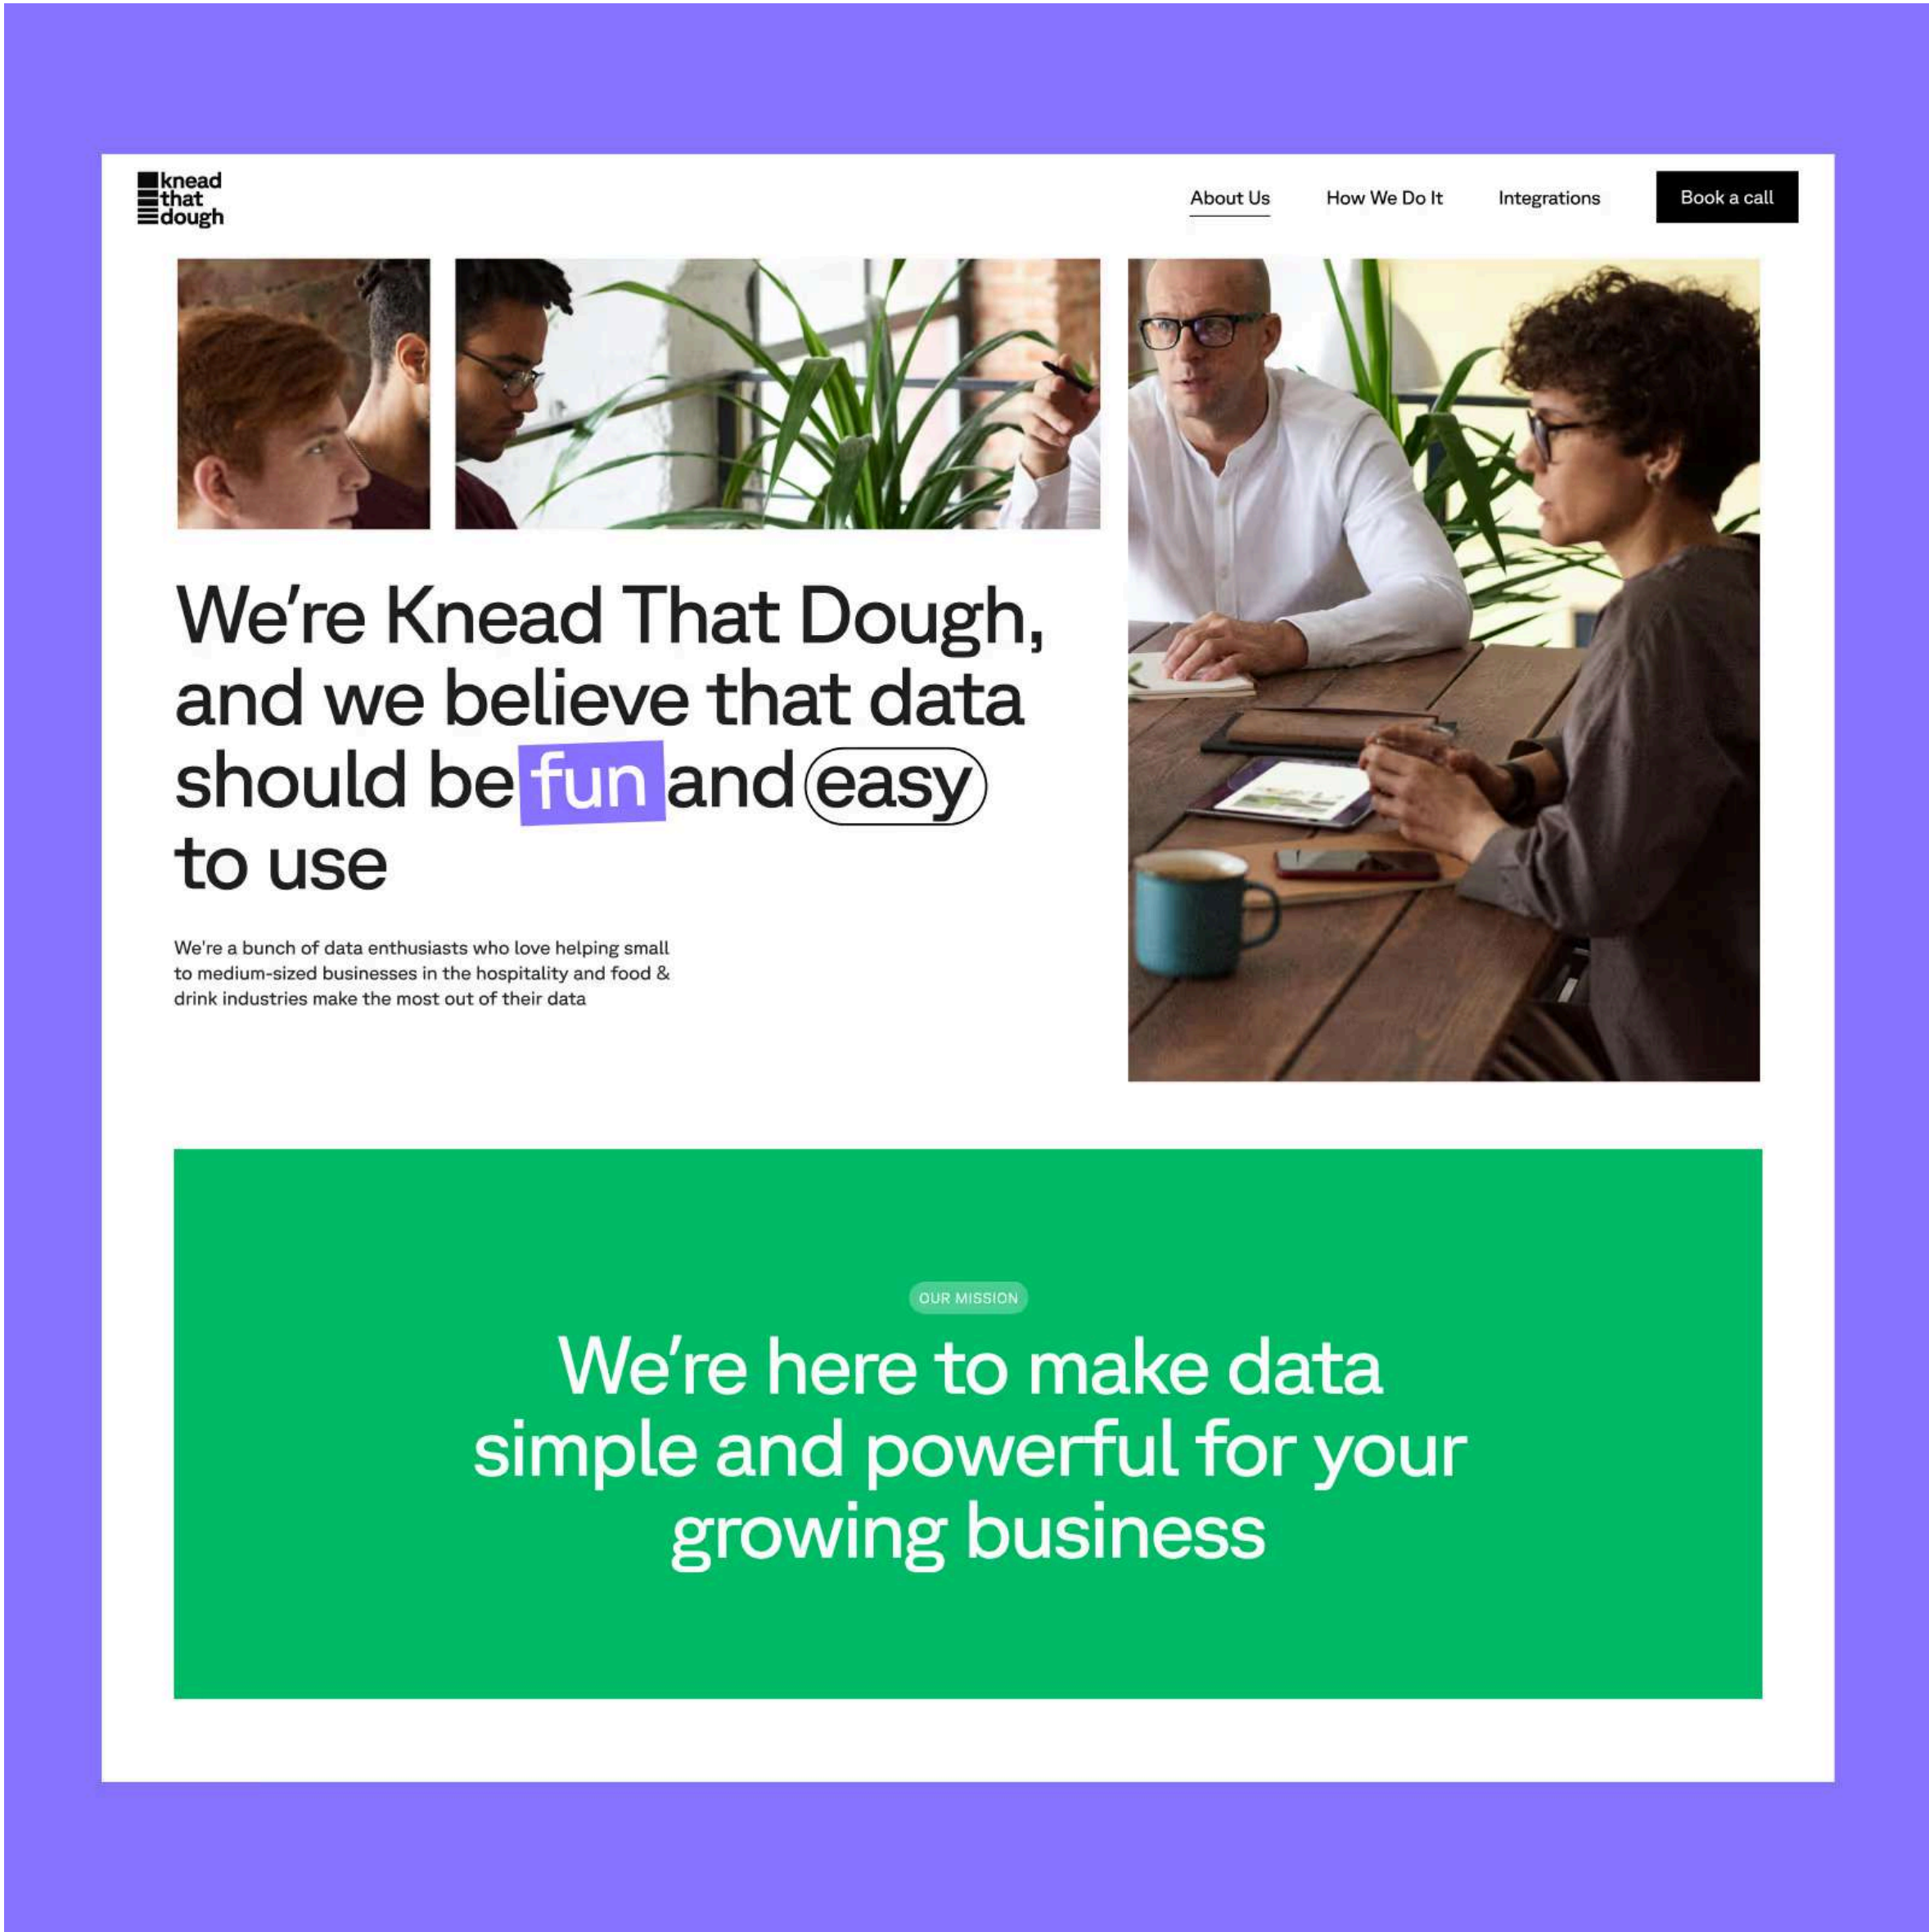 knead
that
dough
About Us
How We Do It
Integrations
Book a call
We're Knead That Dough,
and we believe that data
should be fun and easy
to use
We're a bunch of data enthusiasts who love helping small
to medium-sized businesses in the hospitality and food &
drink industries make the most out of their data
OUR MISSION
We're here to make data
simple and powerful for your
growing business